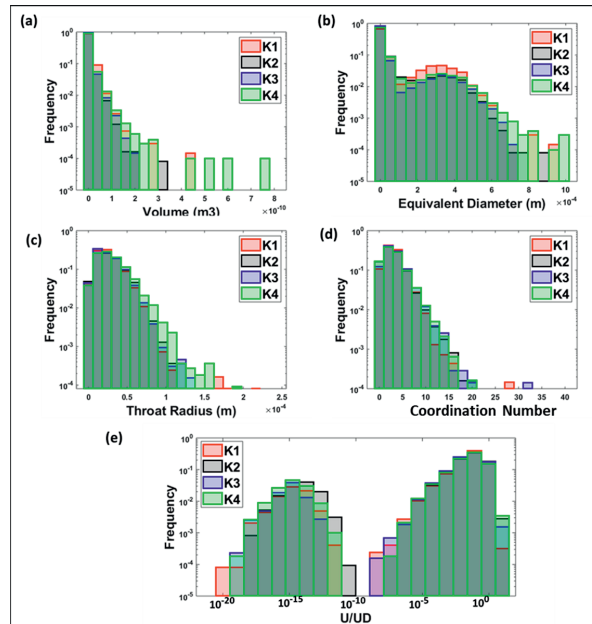 (a)
10^0
10^-1
10^-2
10^-3
10^-4
10^-5
Frequency
K1
K2
K3
K4
0 1 2 3 4 5 6 7 8
Volume (m3)
×10^-10
(b)
10^0
10^-1
10^-2
10^-3
10^-4
10^-5
Frequency
K1
K2
K3
K4
0 2 4 6 8 10
Equivalent Diameter (m)
×10^-4
(c)
10^0
10^-1
10^-2
10^-3
10^-4
Frequency
K1
K2
K3
K4
0 0.5 1 1.5 2 2.5
Throat Radius (m)
×10^-4
(d)
10^0
10^-1
10^-2
10^-3
10^-4
Frequency
K1
K2
K3
K4
0 5 10 15 20 25 30 35 40
Coordination Number
(e)
10^0
10^-1
10^-2
10^-3
10^-4
10^-5
Frequency
K1
K2
K3
K4
10^-20 10^-15 10^-10 10^-5 10^0
U/UD